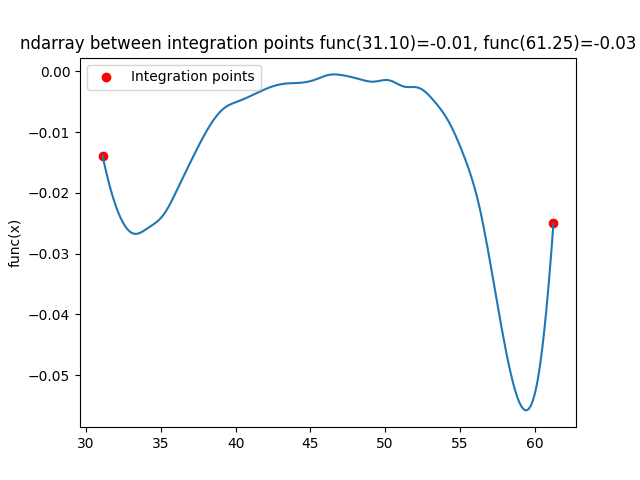 ndarray between integration points func(31.10)=-0.01, func(61.25)=-0.03
Integration points
func(x)
0.00
−0.01
−0.02
−0.03
−0.04
−0.05
30 35 40 45 50 55 60